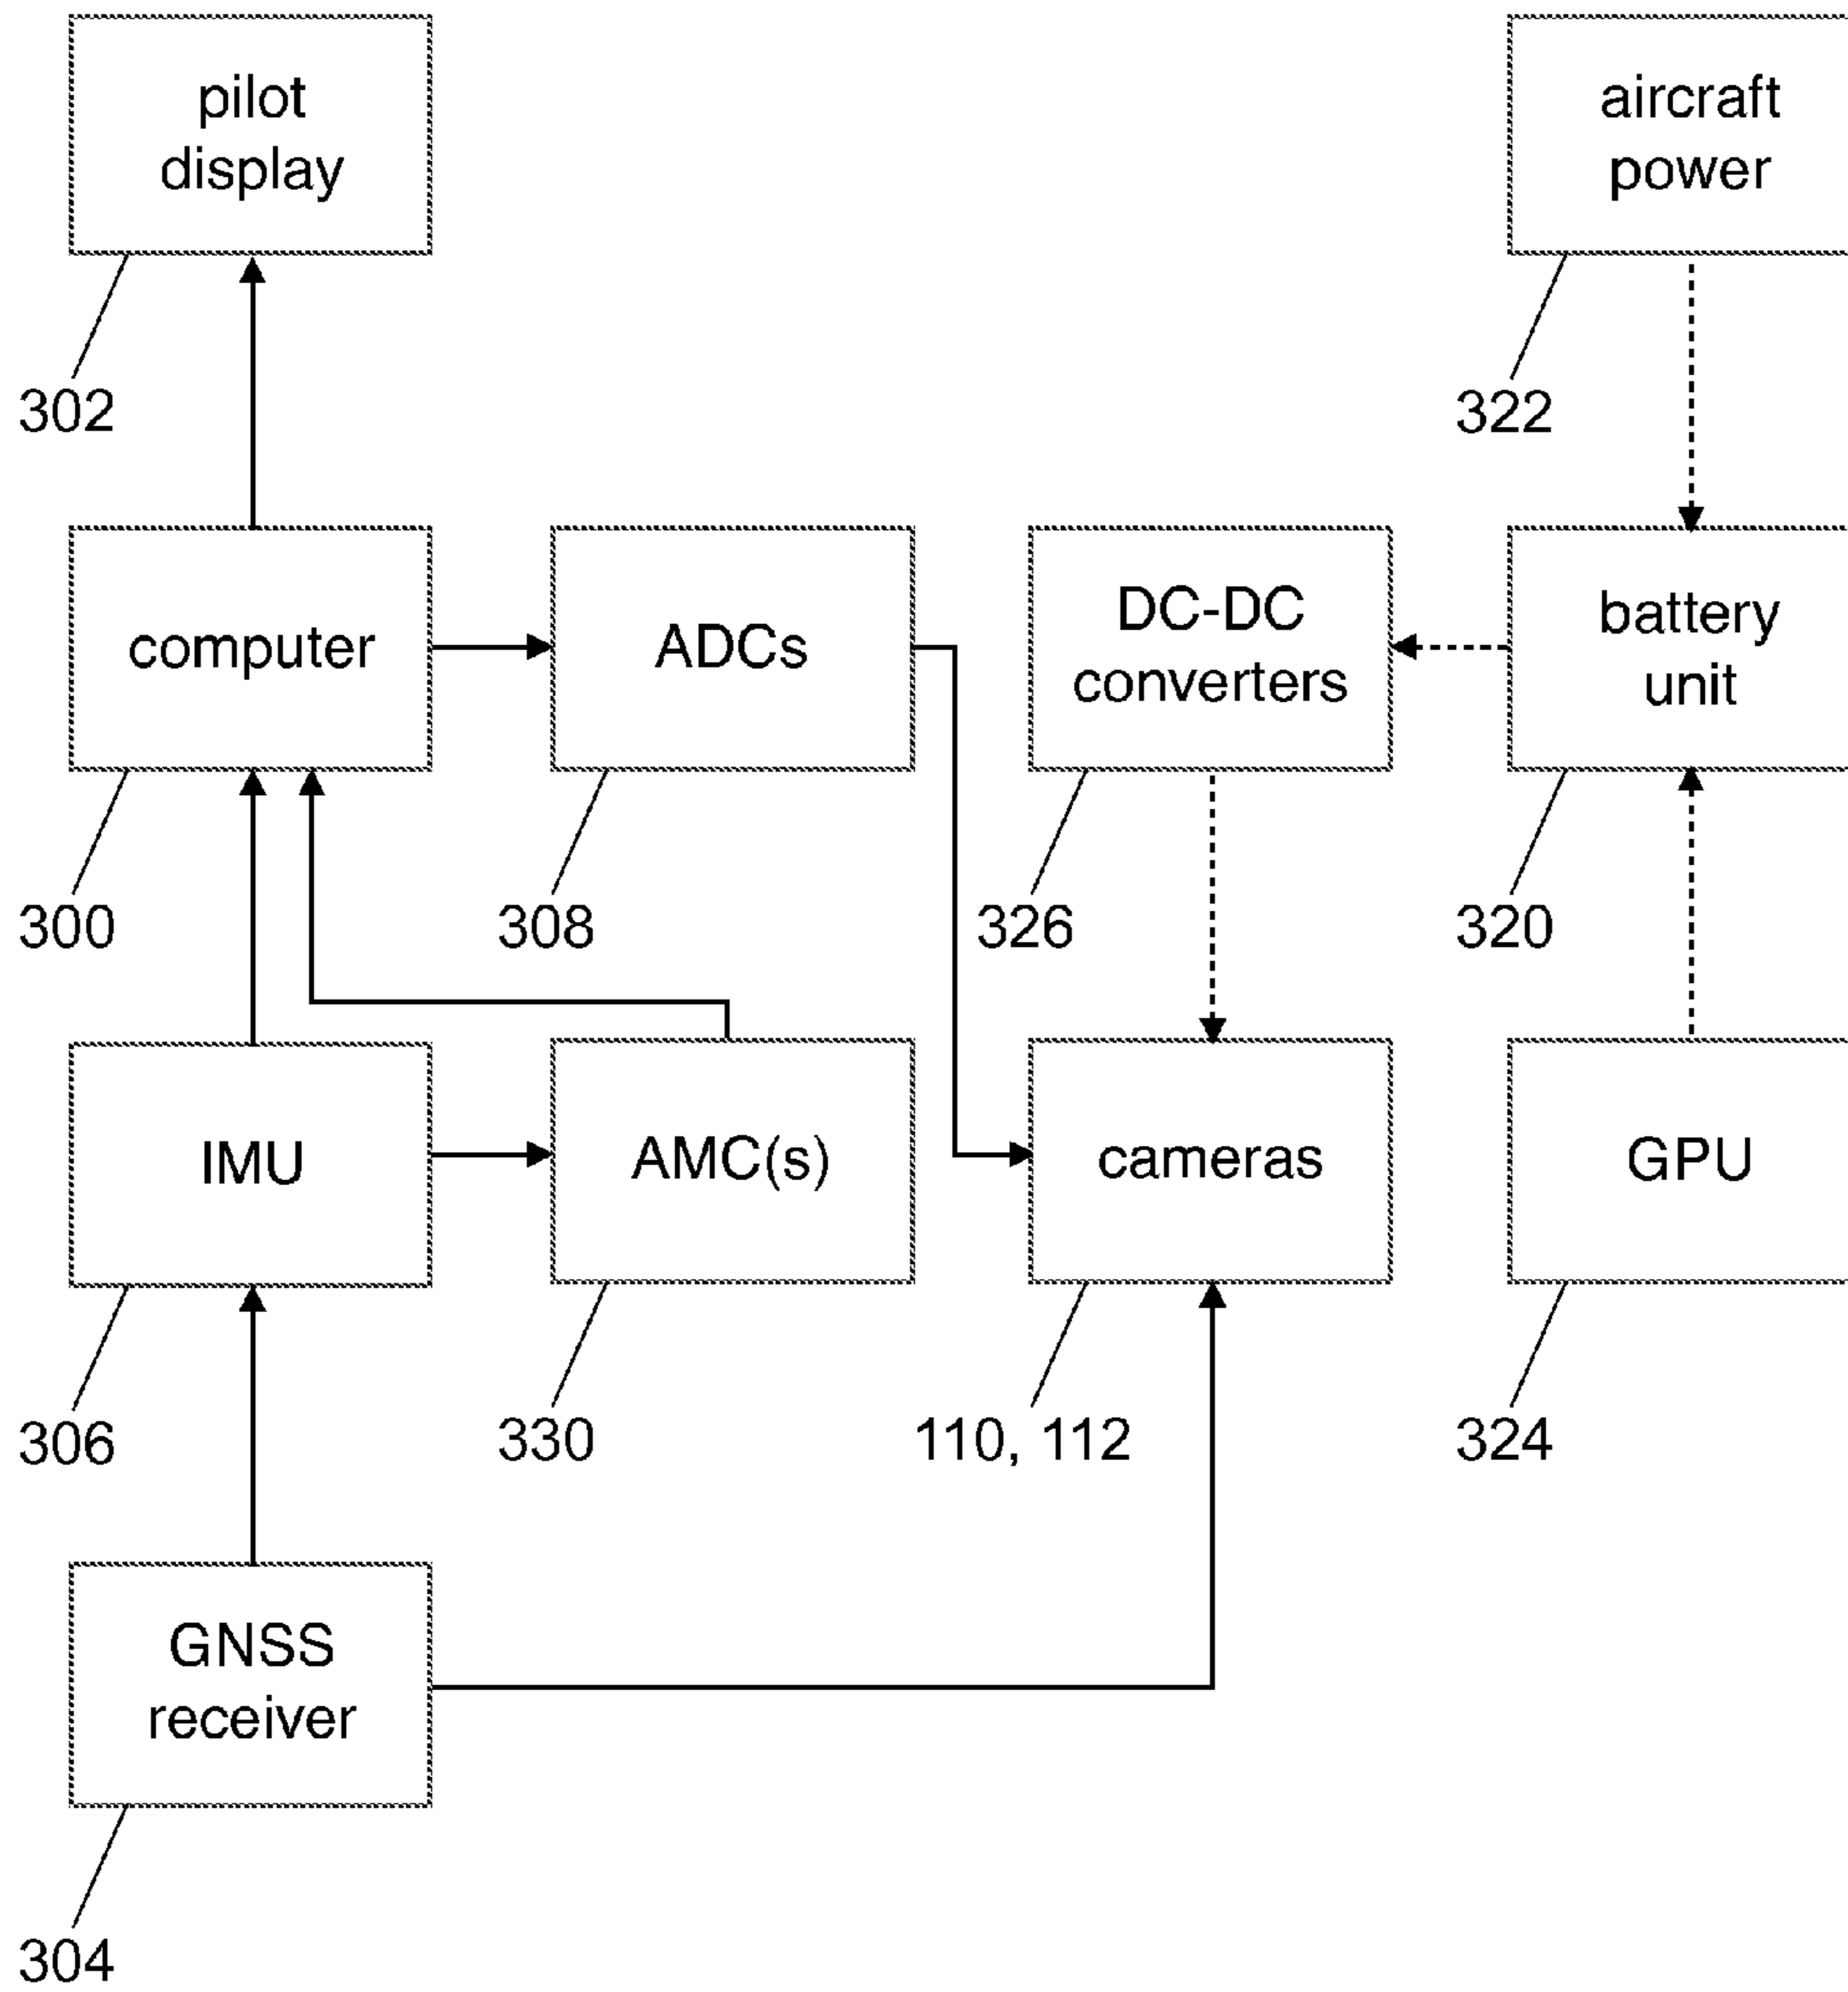 pilot
display
aircraft
power
302
322
computer
ADCs
DC-DC
converters
battery
unit
300
308
326
320
IMU
AMC(s)
cameras
GPU
306
330
110, 112
324
GNSS
receiver
304